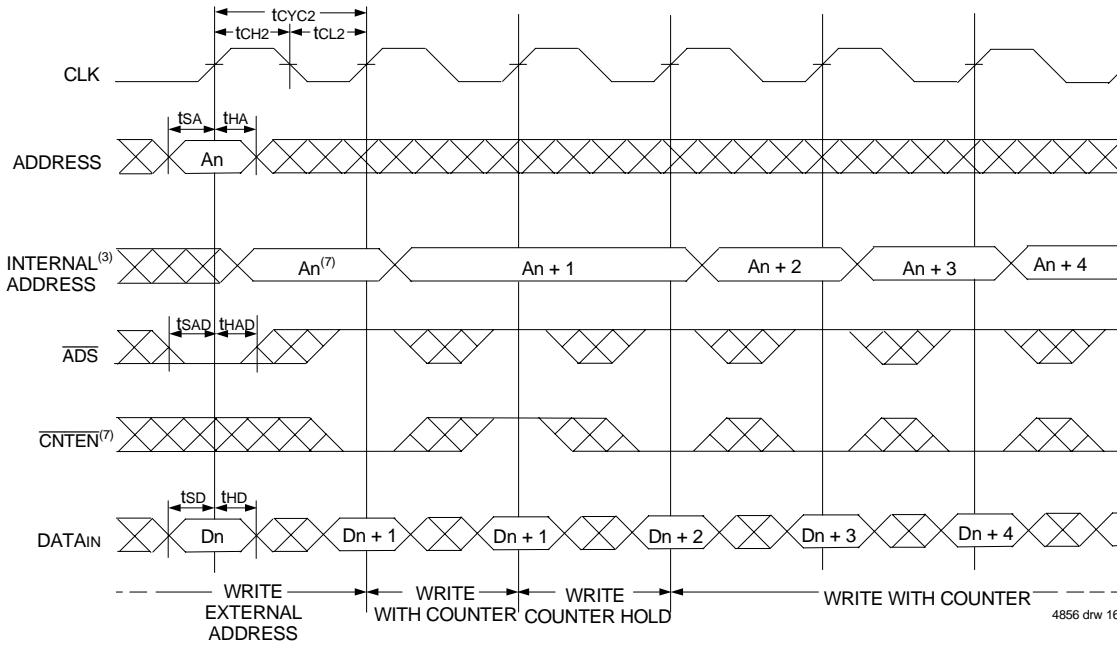 tCYC2
tCH2 tCL2
CLK
tSA tHA
ADDRESS An
INTERNAL(3) An(7) An + 1 An + 2 An + 3 An + 4
ADDRESS
tSAD tHAD
ADS
CNTEN(7)
tSD tHD
DATAIN Dn Dn + 1 Dn + 1 Dn + 2 Dn + 3 Dn + 4
WRITE WRITE WRITE WRITE WITH COUNTER
EXTERNAL WITH COUNTER COUNTER HOLD
ADDRESS
4856 drw 16